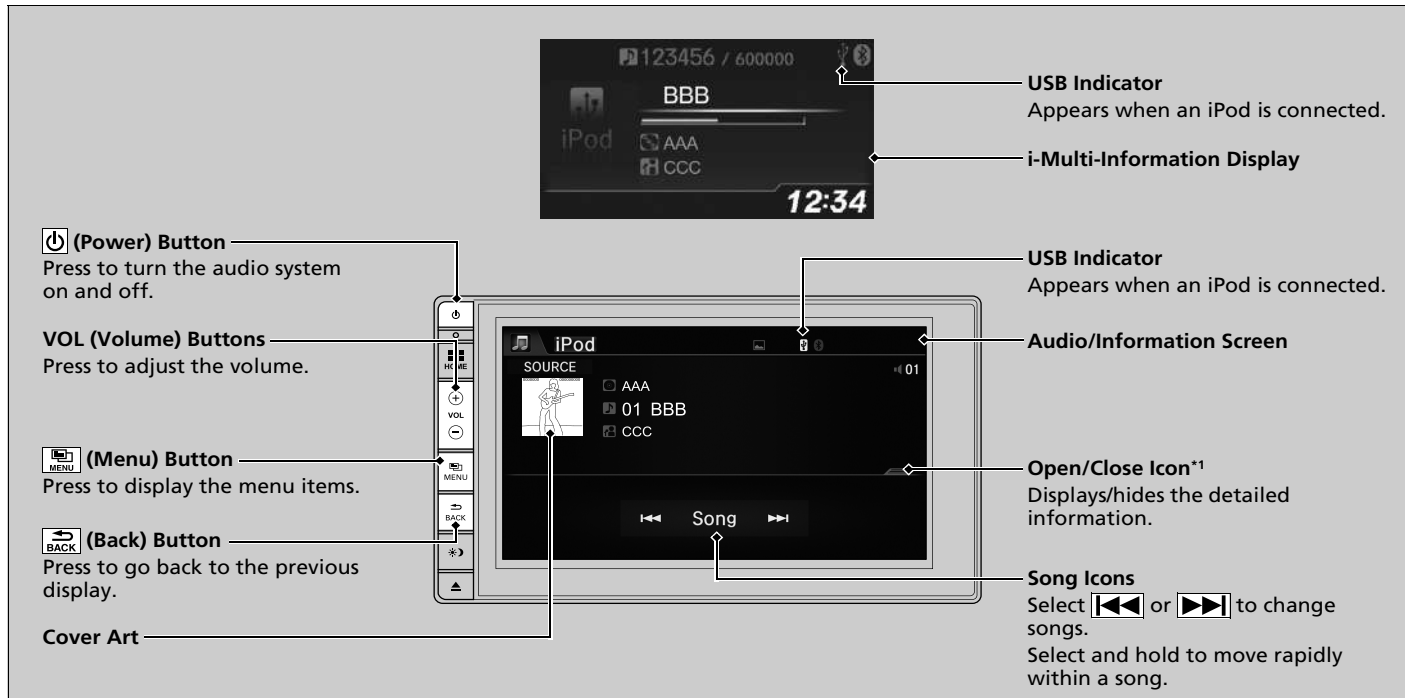 123456 / 600000
BBB
iPod
AAA
CCC
12:34
USB Indicator
Appears when an iPod is connected.
i-Multi-Information Display
(Power) Button
Press to turn the audio system
on and off.
VOL (Volume) Buttons
Press to adjust the volume.
MENU (Menu) Button
Press to display the menu items.
BACK (Back) Button
Press to go back to the previous
display.
Cover Art
HOME
VOL
MENU
BACK
iPod
SOURCE
01
AAA
01 BBB
CCC
Song
USB Indicator
Appears when an iPod is connected.
Audio/Information Screen
Open/Close Icon*1
Displays/hides the detailed
information.
Song Icons
Select or to change
songs.
Select and hold to move rapidly
within a song.